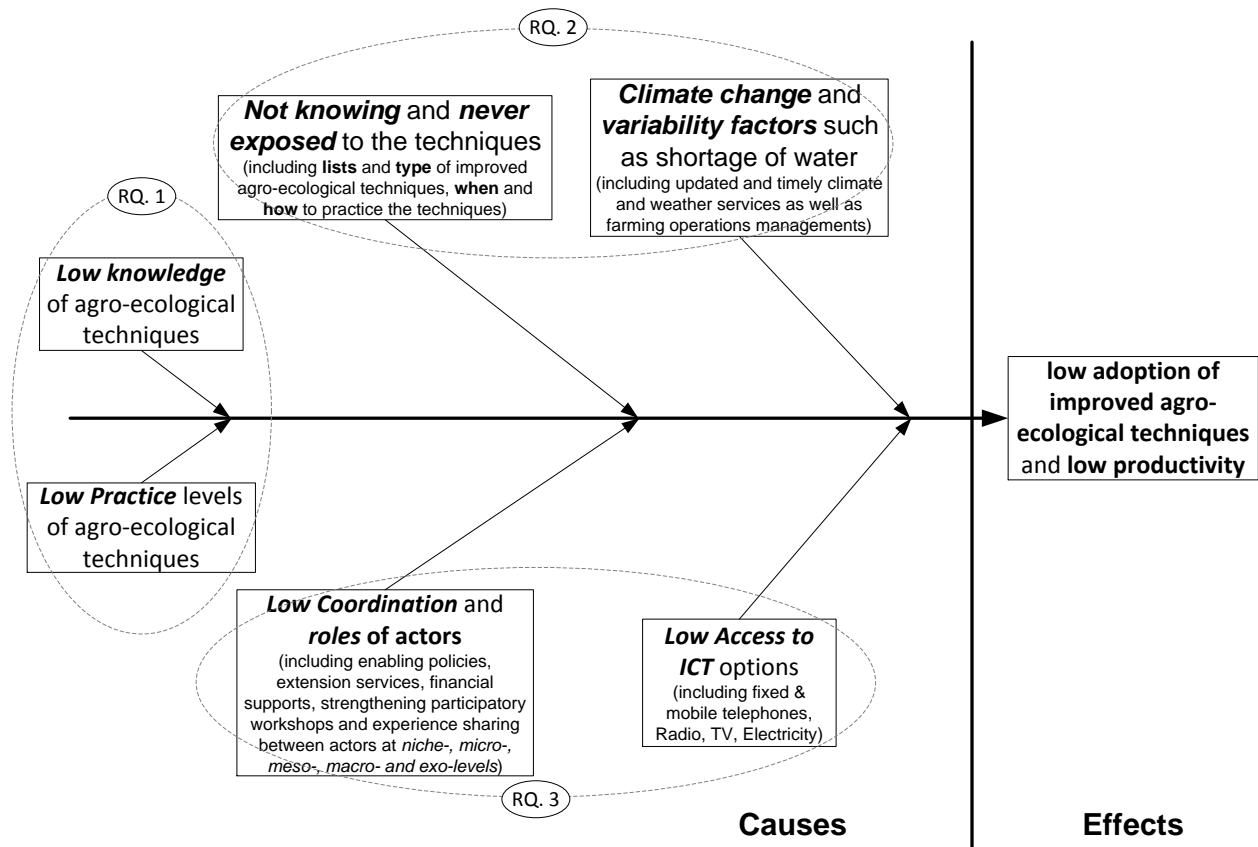 RQ. 2
Not knowing and never
exposed to the techniques
(including lists and type of improved
agro-ecological techniques, when and
how to practice the techniques)
Climate change and
variability factors such
as shortage of water
(including updated and timely climate
and weather services as well as
farming operations managements)
RQ. 1
Low knowledge
of agro-ecological
techniques
low adoption of
improved agro-
ecological techniques
and low productivity
Low Practice levels
of agro-ecological
techniques
Low Coordination and
roles of actors
(including enabling policies,
extension services, financial
supports, strengthening participatory
workshops and experience sharing
between actors at niche-, micro-,
meso-, macro- and exo-levels)
Low Access to
ICT options
(including fixed &
mobile telephones,
Radio, TV, Electricity)
RQ. 3
Causes
Effects